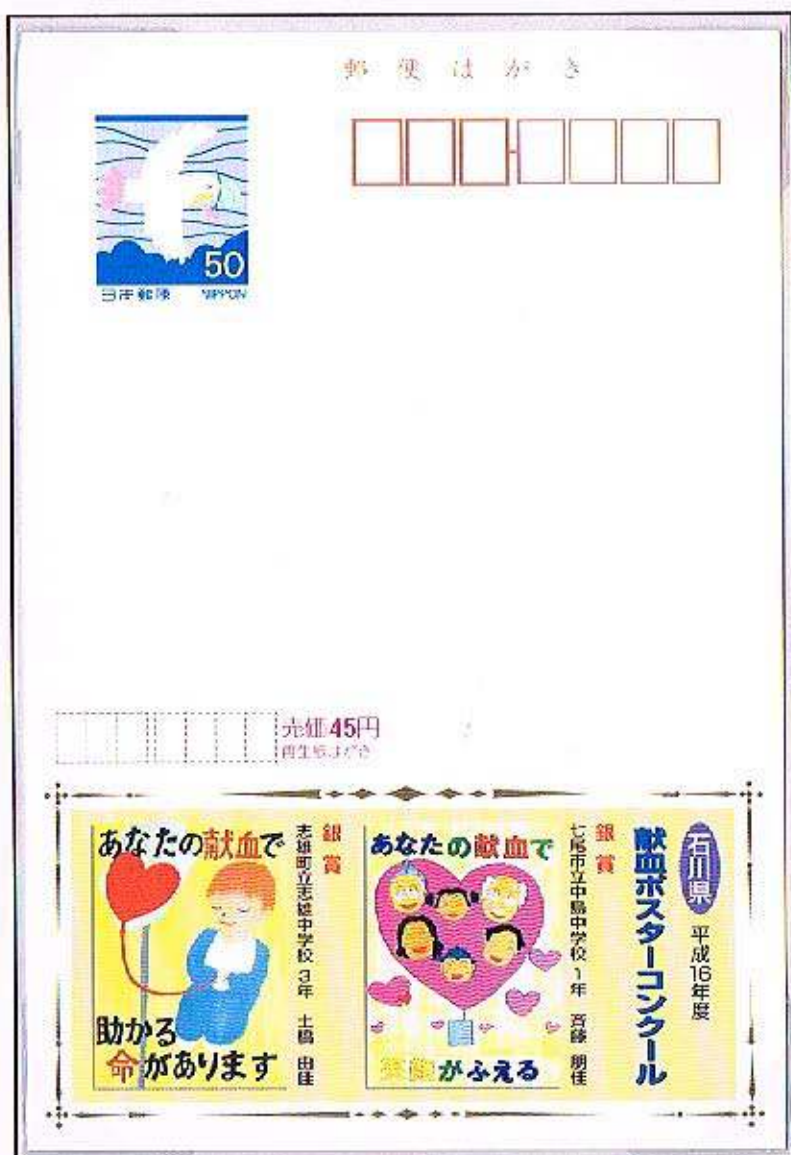 郵便はがき
50
日本郵便 NIPPON
売価45円
再生紙はがき
石川県 平成16年度
献血ポスターコンクール
銀賞
七尾市立中島中学校 1年 斉藤 朋佳
あなたの献血で
笑顔がふえる
銀賞
志雄町立志雄中学校 3年 土橋 由佳
あなたの献血で
助かる
命があります